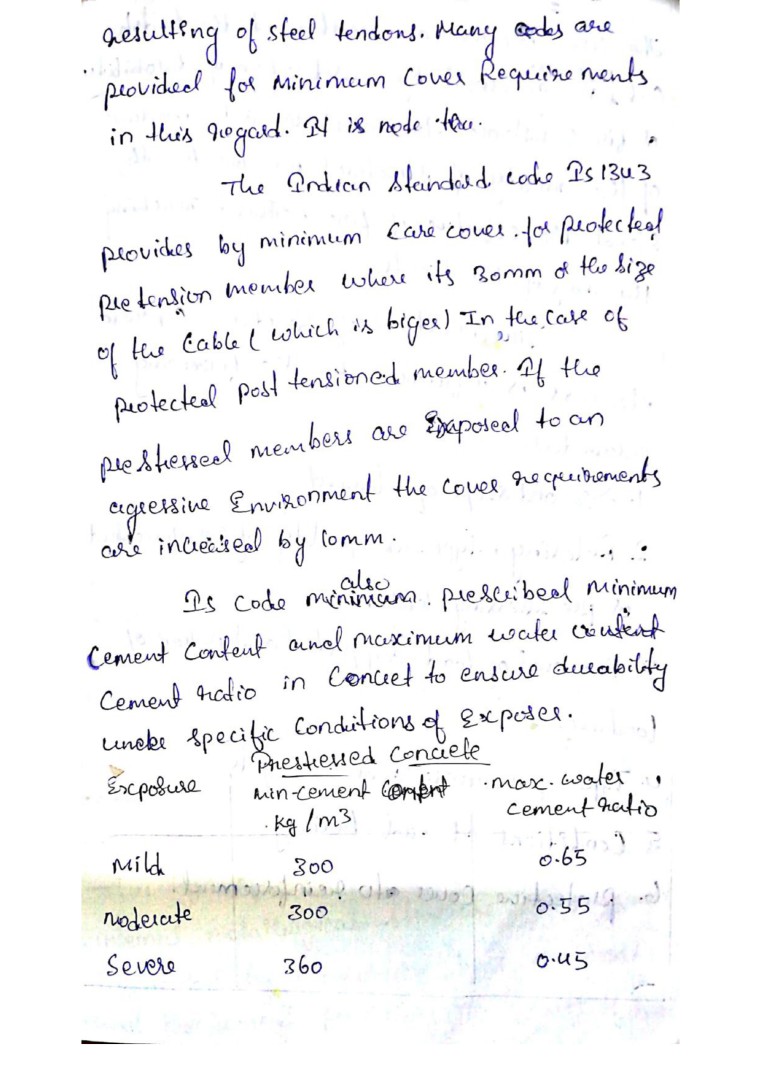 resulting of steel tendons. Many codes are
provided for Minimum Cover Requirements
in this regard. It is node
The Indian Standard code Is 1343
provides by minimum Care cover. for protected
pretension member where its 30mm of the Size
of the Cable ( which is biger) In the case of
protected post tensioned member. If the
prestressed members are Exaposed to an
agressive Environment the cover requirements
are increised by 10mm.
also
Is Code minimum. prescribed Minimum
Cement Content and maximum water content
Cement ratio in Concret to ensure durability
under specific Conditions of Exposer.
Prestressed Concrete
Exposure min-cement Content max. water
kg/m3 cement ratio
Mild 300 0.65
Moderate 300 0.55
Severe 360 0.45